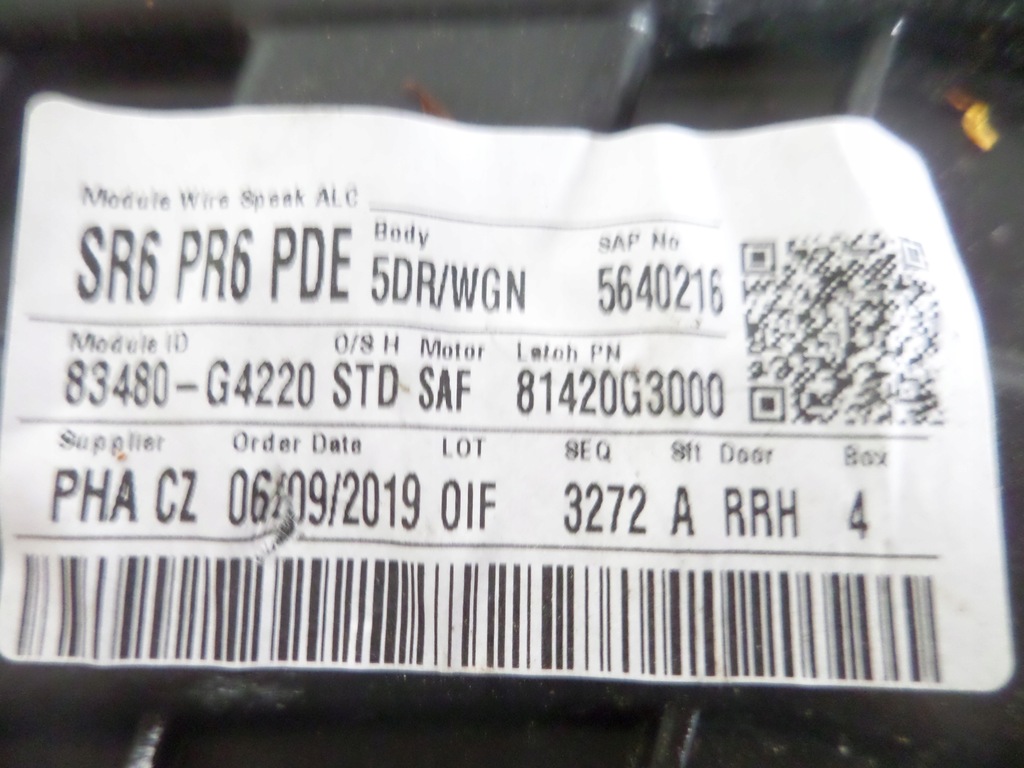 Module Wire Speak ALC
SR6 PR6 PDE
Body
5DR/WGN
SAP No
5640216
Module ID
83480-G4220
O/S H
STD
Motor
SAF
Latch PN
81420G3000
Supplier
PHA CZ
Order Date
06/09/2019
LOT
0IF
SEQ
3272
Sft
A
Door
RRH
Box
4